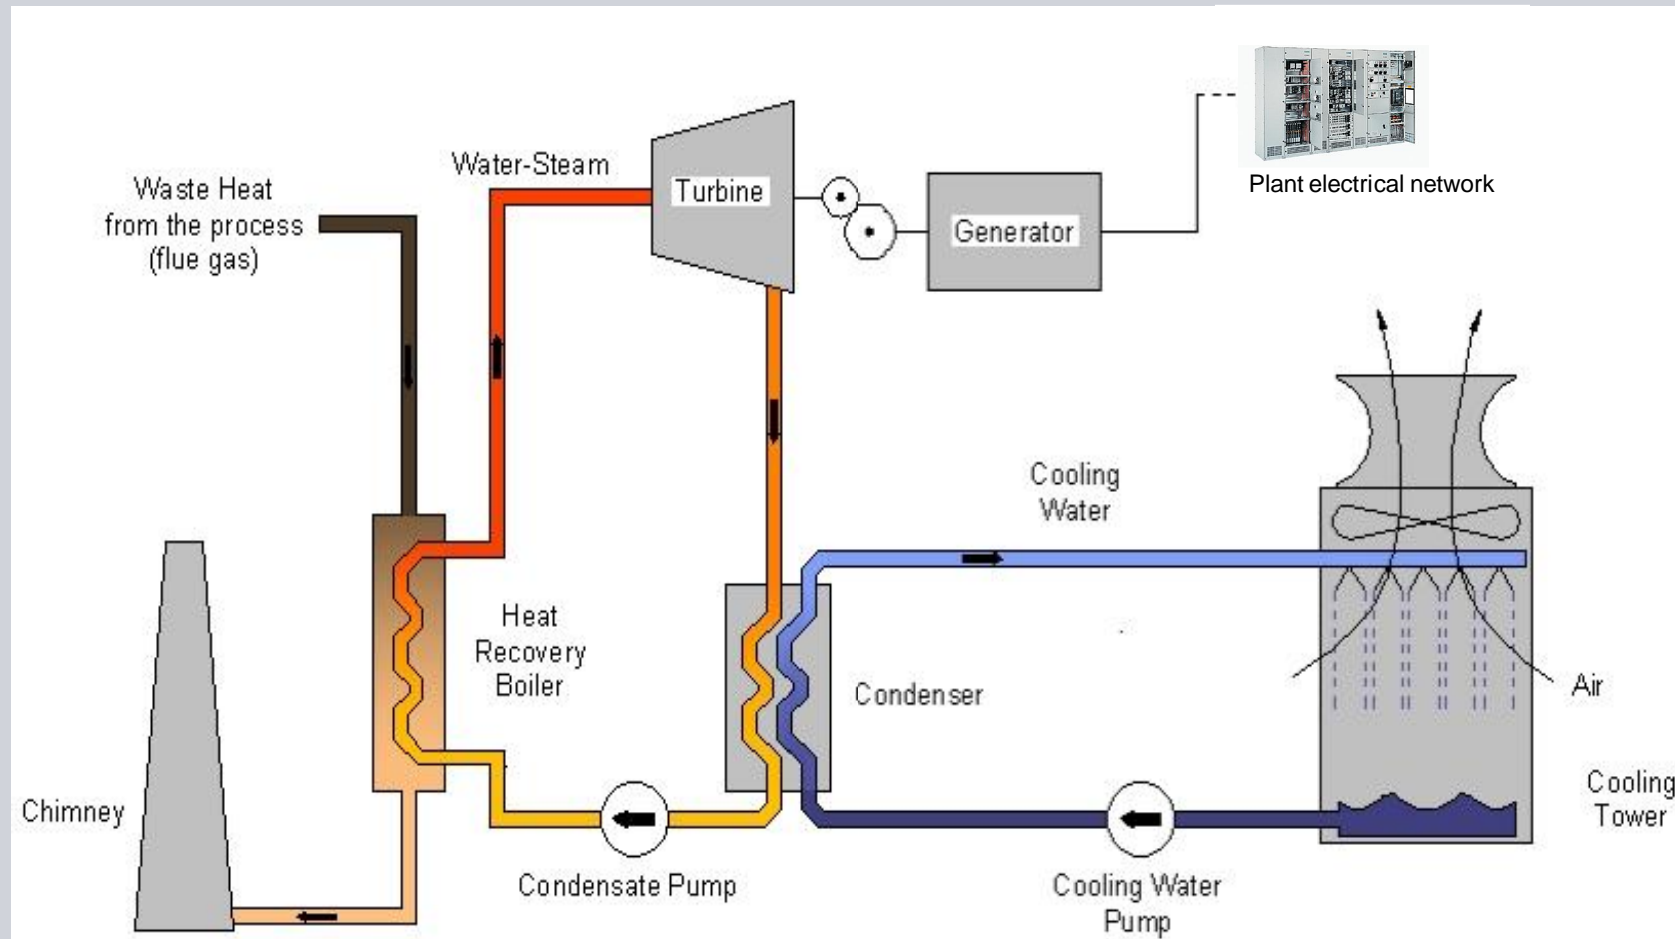 Plant electrical network
Water-Steam
Turbine
Waste Heat
from the process
(flue gas)
Generator
Cooling
Water
Heat
Recovery
Boiler
Condenser
Air
Chimney
Cooling
Tower
Condensate Pump
Cooling Water
Pump